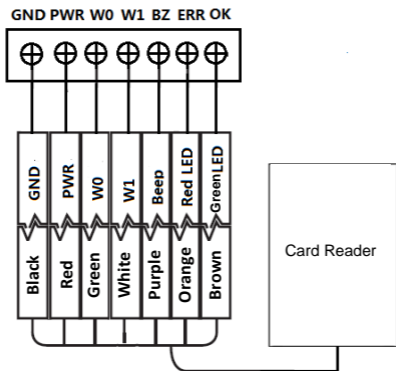 GND PWR W0 W1 BZ ERR OK
GND
PWR
W0
W1
Beep
Red LED
GreenLED
Black
Red
Green
White
Purple
Orange
Brown
Card Reader